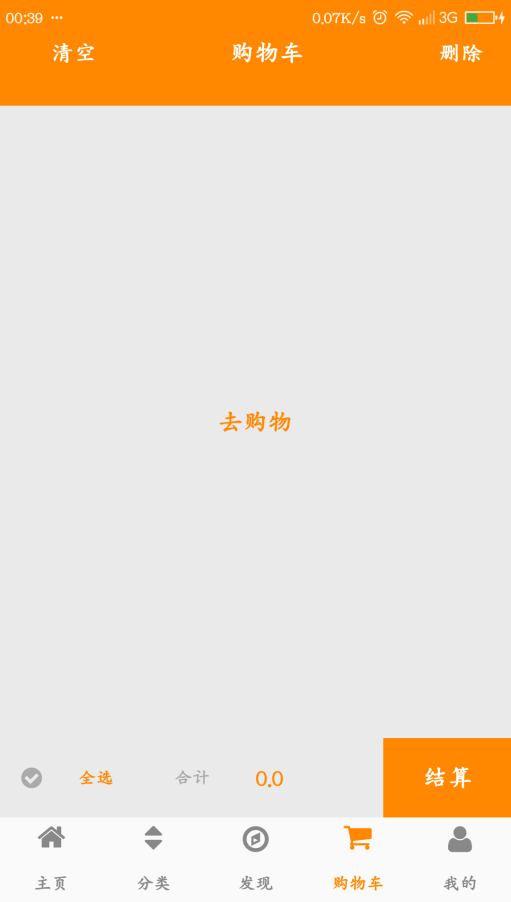 00:39 ... 0.07K/s 3G
清空 购物车 删除
去购物
全选 合计 0.0 结算
主页 分类 发现 购物车 我的